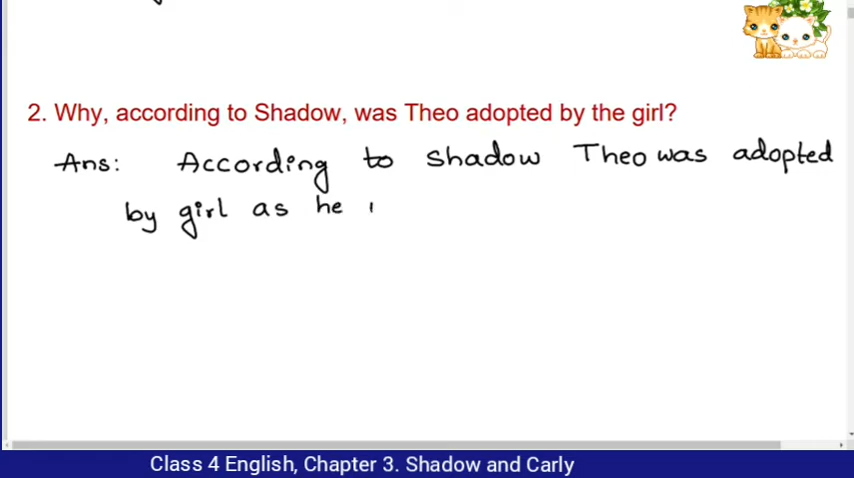 2. Why, according to Shadow, was Theo adopted by the girl?
Ans: According to shadow Theo was adopted
by girl as he
Class 4 English, Chapter 3. Shadow and Carly